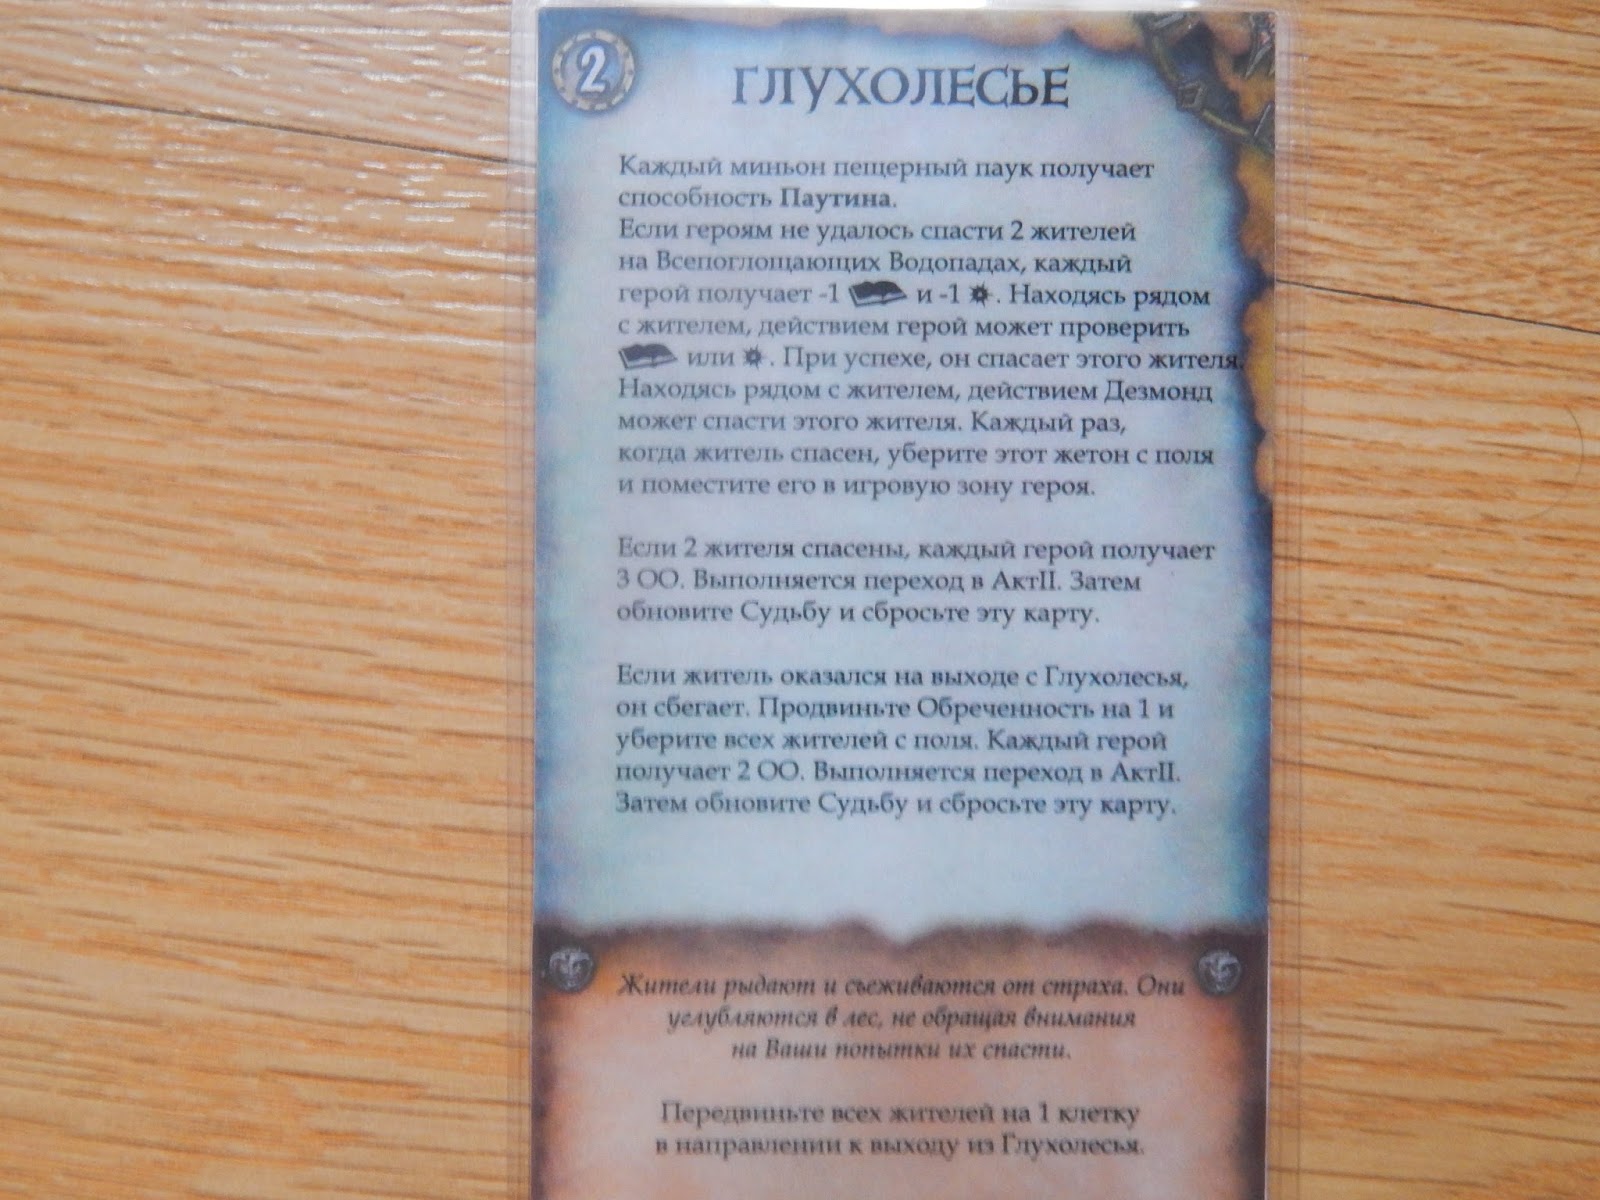 2
ГЛУХОЛЕСЬЕ
Каждый миньон пещерный паук получает
способность Паутина.
Если героям не удалось спасти 2 жителей
на Всепоглощающих Водопадах, каждый
герой получает -1 и -1 . Находясь рядом
с жителем, действием герой может проверить
или . При успехе, он спасает этого жителя.
Находясь рядом с жителем, действием Дезмонд
может спасти этого жителя. Каждый раз,
когда житель спасен, уберите этот жетон с поля
и поместите его в игровую зону героя.
Если 2 жителя спасены, каждый герой получает
3 ОО. Выполняется переход в АктII. Затем
обновите Судьбу и сбросьте эту карту.
Если житель оказался на выходе с Глухолесья,
он сбегает. Продвиньте Обреченность на 1 и
уберите всех жителей с поля. Каждый герой
получает 2 ОО. Выполняется переход в АктII.
Затем обновите Судьбу и сбросьте эту карту.
Жители рыдают и съеживаются от страха. Они
углубляются в лес, не обращая внимания
на Ваши попытки их спасти.
Передвиньте всех жителей на 1 клетку
в направлении к выходу из Глухолесья.